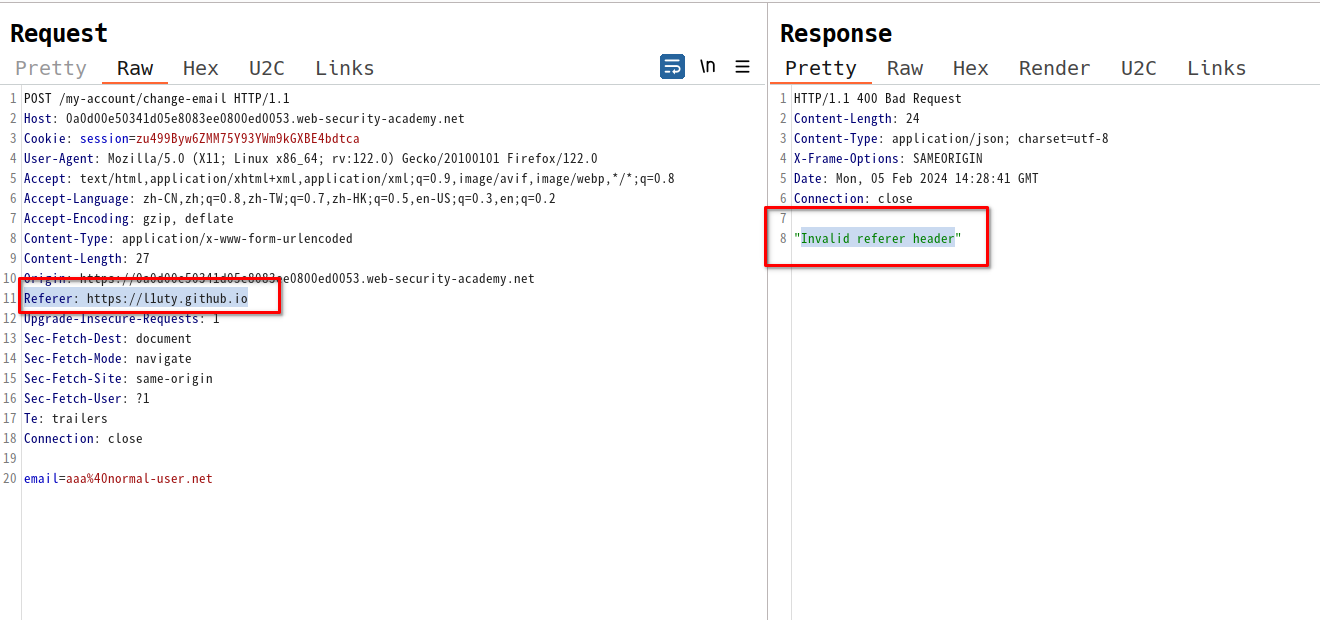 Request
Pretty Raw Hex U2C Links \n
1 POST /my-account/change-email HTTP/1.1
2 Host: 0a0d00e50341d05e8083ee0800ed0053.web-security-academy.net
3 Cookie: session=zu499Byw6ZMM75Y93YWm9kGXBE4bdtca
4 User-Agent: Mozilla/5.0 (X11; Linux x86_64; rv:122.0) Gecko/20100101 Firefox/122.0
5 Accept: text/html,application/xhtml+xml,application/xml;q=0.9,image/avif,image/webp,*/*;q=0.8
6 Accept-Language: zh-CN,zh;q=0.8,zh-TW;q=0.7,zh-HK;q=0.5,en-US;q=0.3,en;q=0.2
7 Accept-Encoding: gzip, deflate
8 Content-Type: application/x-www-form-urlencoded
9 Content-Length: 27
10 Origin: https://0a0d00e50341d05e8083ee0800ed0053.web-security-academy.net
11 Referer: https://l1uty.github.io
12 Upgrade-Insecure-Requests: 1
13 Sec-Fetch-Dest: document
14 Sec-Fetch-Mode: navigate
15 Sec-Fetch-Site: same-origin
16 Sec-Fetch-User: ?1
17 Te: trailers
18 Connection: close
19
20 email=aaa%40normal-user.net
Response
Pretty Raw Hex Render U2C Links
1 HTTP/1.1 400 Bad Request
2 Content-Length: 24
3 Content-Type: application/json; charset=utf-8
4 X-Frame-Options: SAMEORIGIN
5 Date: Mon, 05 Feb 2024 14:28:41 GMT
6 Connection: close
7
8 "Invalid referer header"